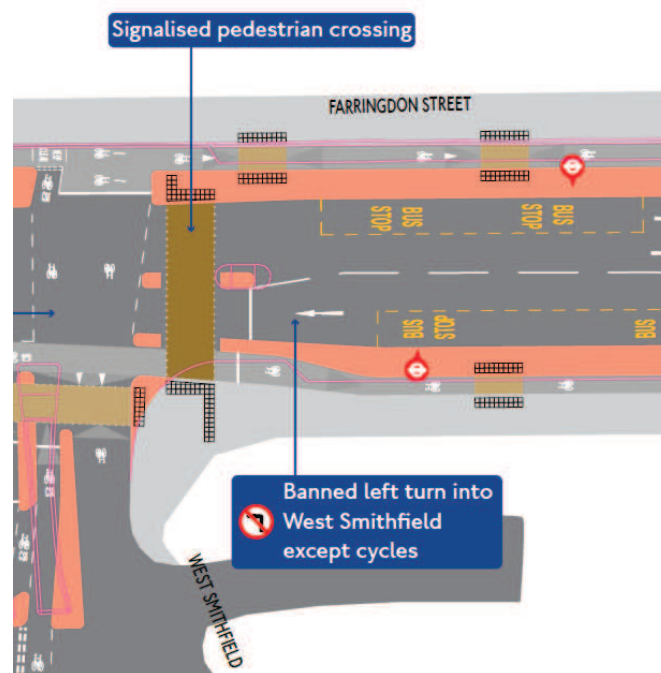 Signalised pedestrian crossing
FARRINGDON STREET
BUS
STOP
BUS
STOP
BUS
STOP
BUS
Banned left turn into
West Smithfield
except cycles
WEST SMITHFIELD